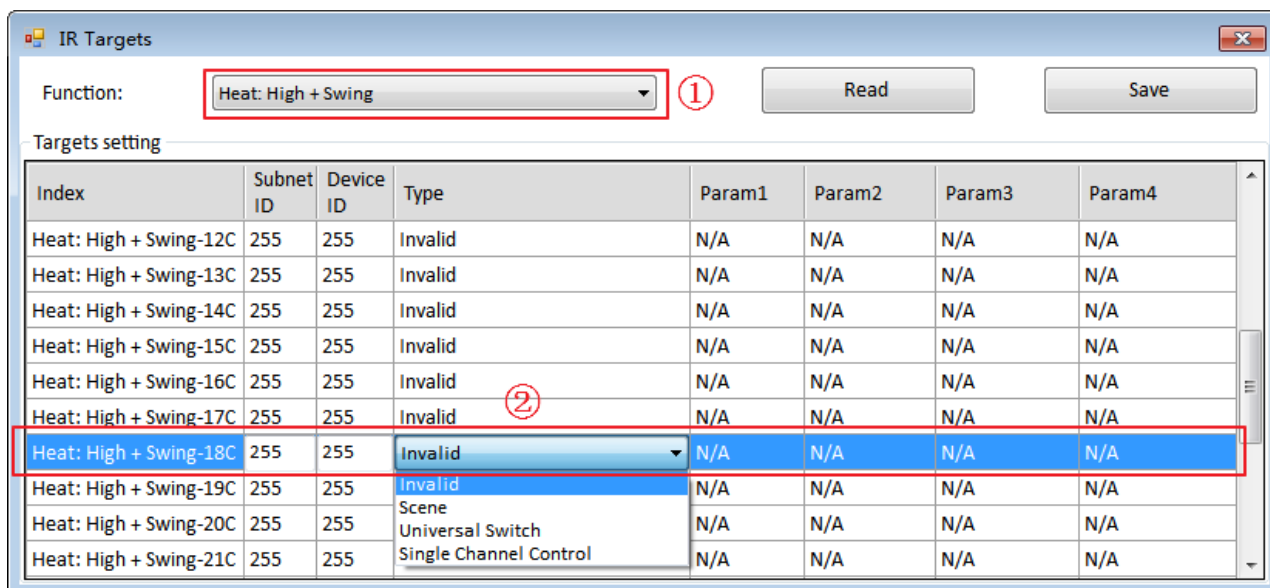 IR Targets
Function: Heat: High + Swing ① Read Save
Targets setting
Index Subnet ID Device ID Type Param1 Param2 Param3 Param4
Heat: High + Swing-12C 255 255 Invalid N/A N/A N/A N/A
Heat: High + Swing-13C 255 255 Invalid N/A N/A N/A N/A
Heat: High + Swing-14C 255 255 Invalid N/A N/A N/A N/A
Heat: High + Swing-15C 255 255 Invalid N/A N/A N/A N/A
Heat: High + Swing-16C 255 255 Invalid N/A N/A N/A N/A
Heat: High + Swing-17C 255 255 Invalid ② N/A N/A N/A N/A
Heat: High + Swing-18C 255 255 Invalid N/A N/A N/A N/A
Heat: High + Swing-19C 255 255 Invalid N/A N/A N/A N/A
Scene
Heat: High + Swing-20C 255 255 Universal Switch N/A N/A N/A N/A
Heat: High + Swing-21C 255 255 Single Channel Control N/A N/A N/A N/A